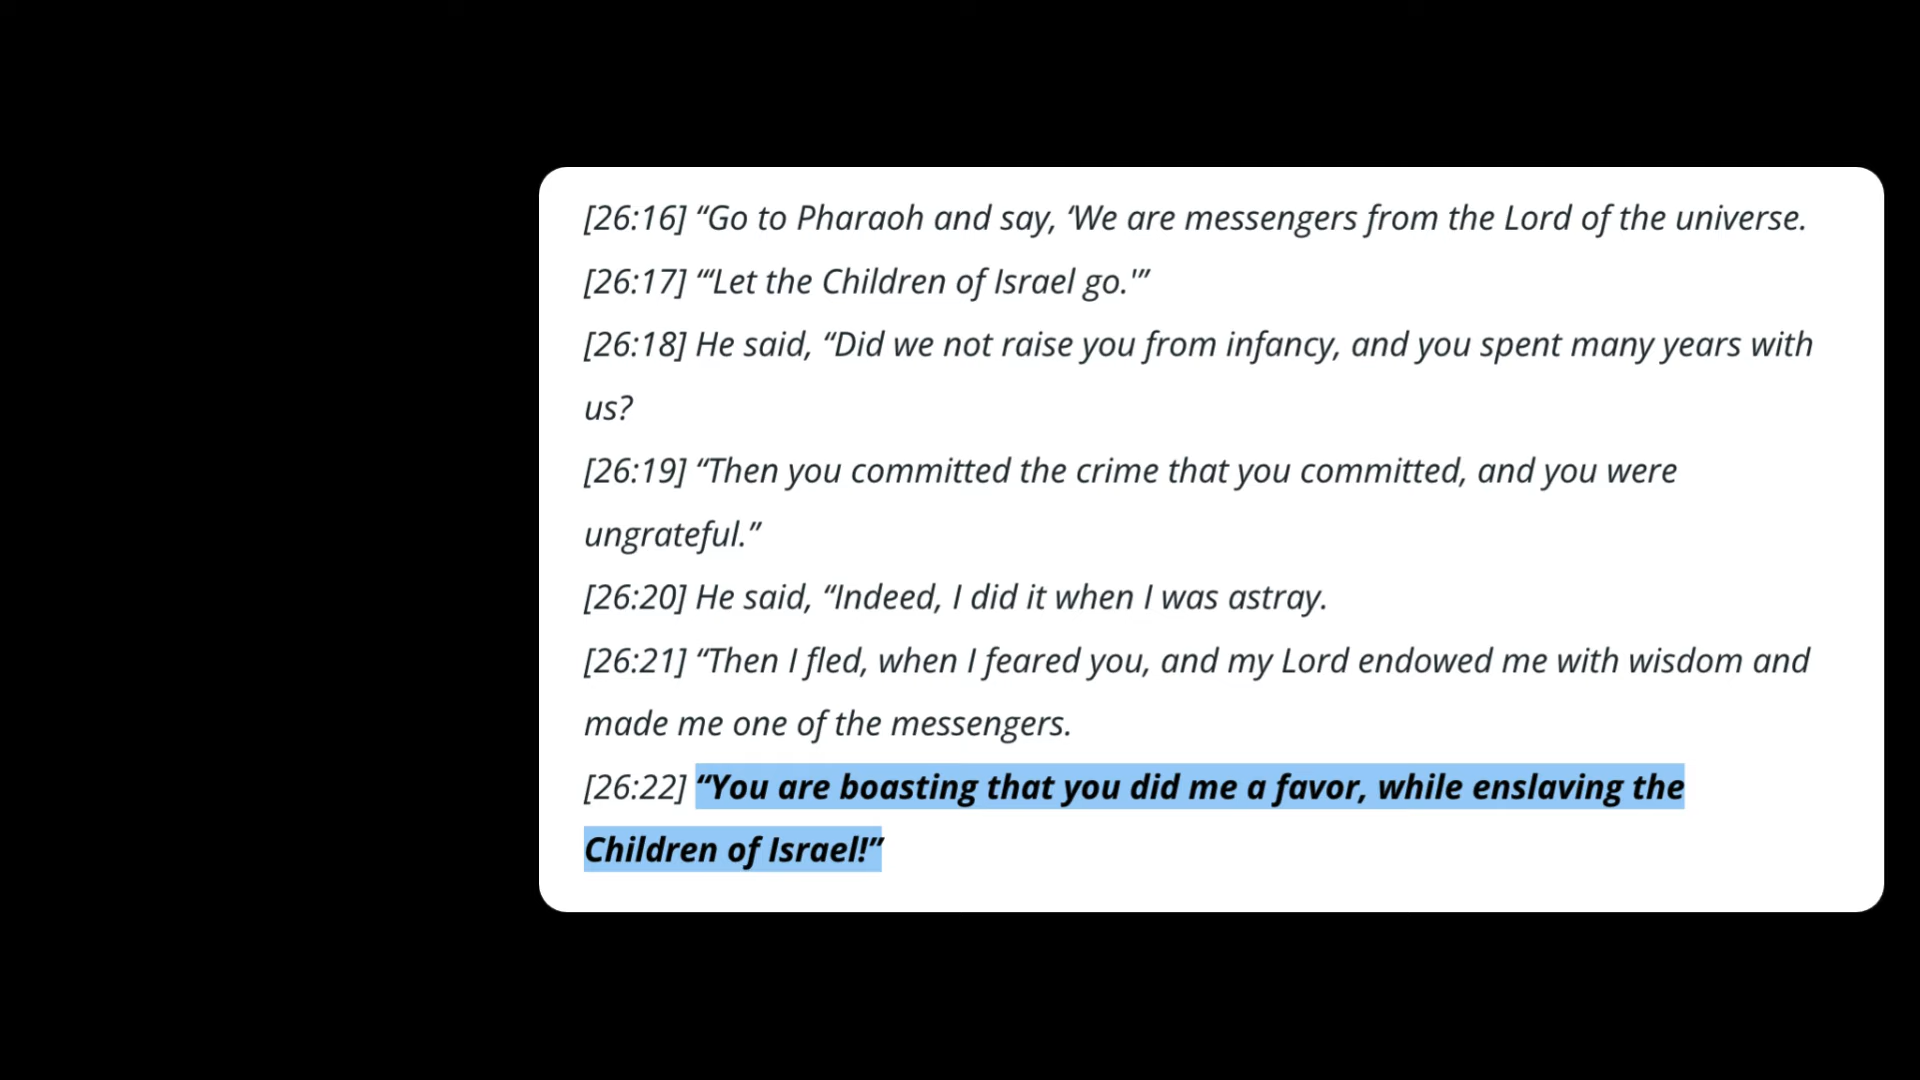 [26:16] “Go to Pharaoh and say, ‘We are messengers from the Lord of the universe.
[26:17] “‘Let the Children of Israel go.'”
[26:18] He said, “Did we not raise you from infancy, and you spent many years with
us?
[26:19] “Then you committed the crime that you committed, and you were
ungrateful.”
[26:20] He said, “Indeed, I did it when I was astray.
[26:21] “Then I fled, when I feared you, and my Lord endowed me with wisdom and
made me one of the messengers.
[26:22] “You are boasting that you did me a favor, while enslaving the
Children of Israel!”